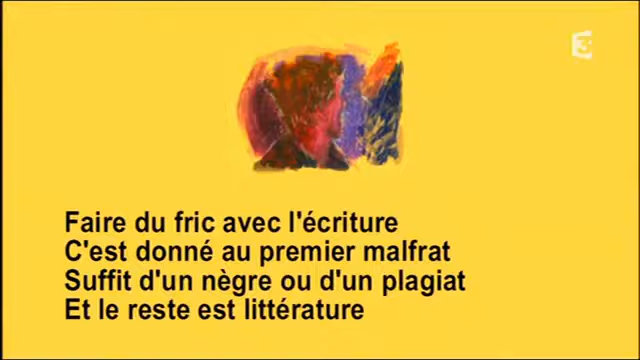 3
Faire du fric avec l'écriture
C'est donné au premier malfrat
Suffit d'un nègre ou d'un plagiat
Et le reste est littérature